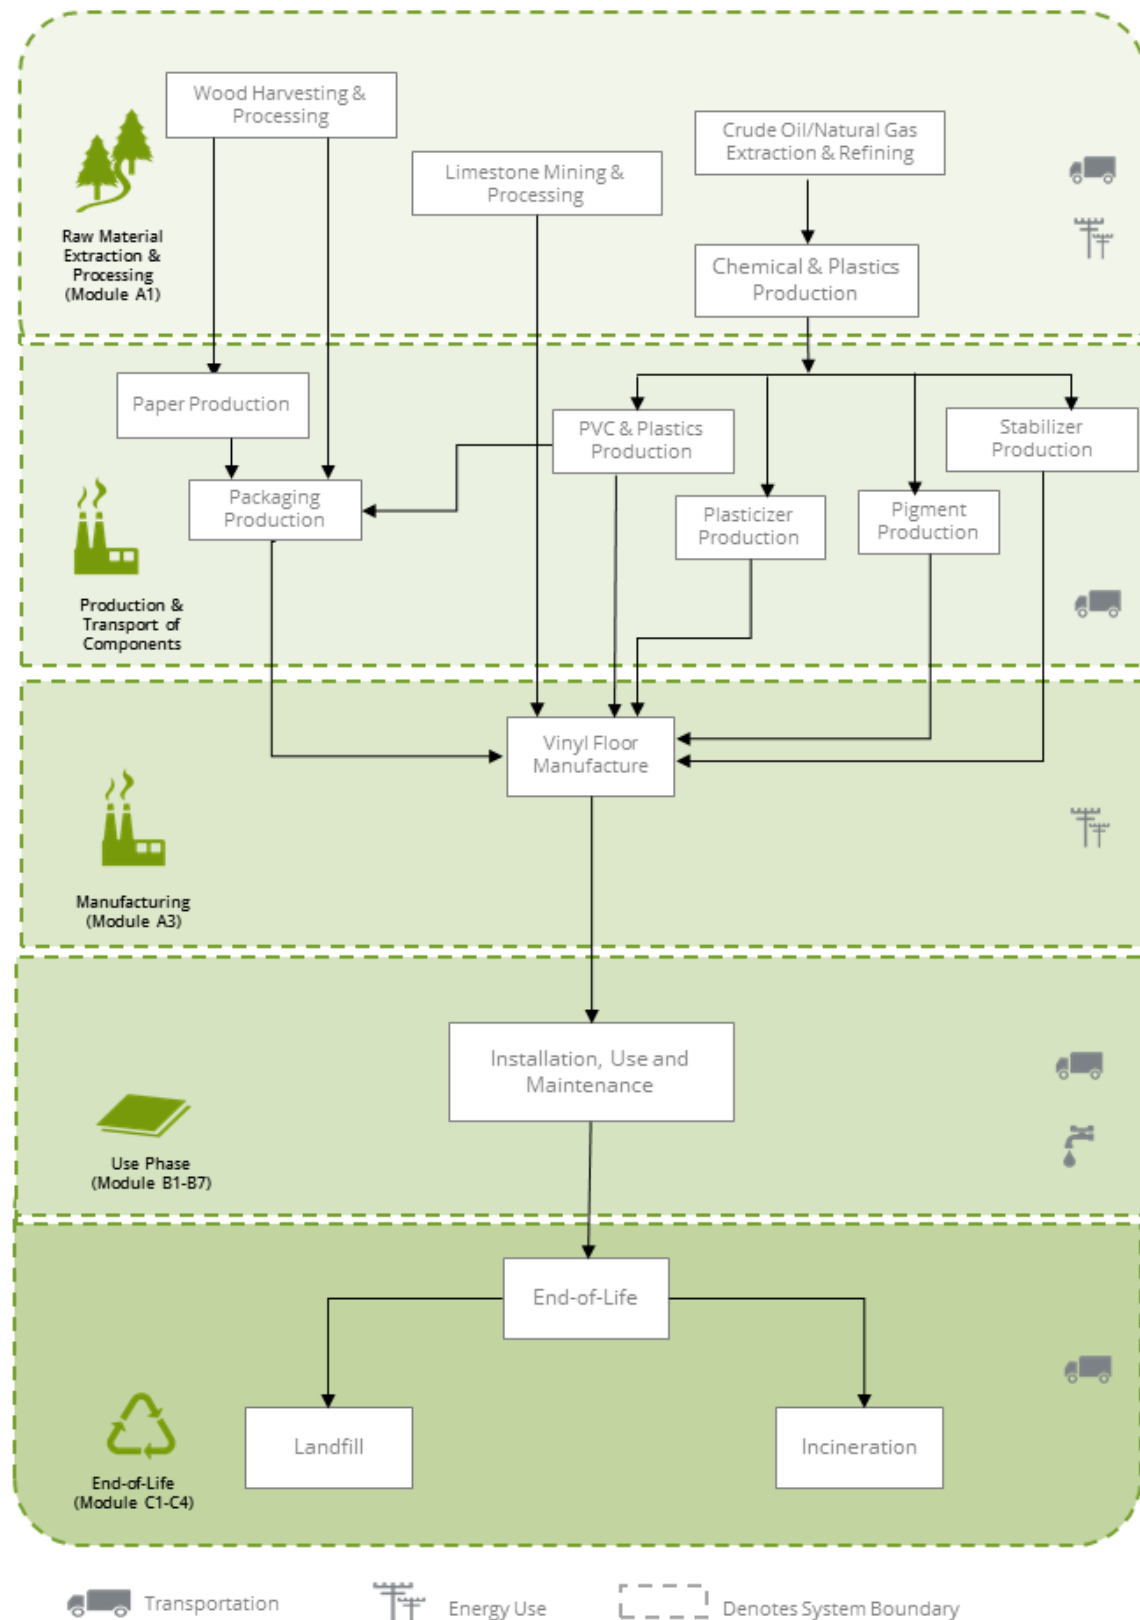 Wood Harvesting &
Processing
Crude Oil/Natural Gas
Extraction & Refining
Limestone Mining &
Processing
Raw Material
Extraction &
Processing
(Module A1)
Chemical & Plastics
Production
Paper Production
PVC & Plastics
Production
Stabilizer
Production
Packaging
Production
Plasticizer
Production
Pigment
Production
Production &
Transport of
Components
Vinyl Floor
Manufacture
Manufacturing
(Module A3)
Installation, Use and
Maintenance
Use Phase
(Module B1-B7)
End-of-Life
Landfill
Incineration
End-of-Life
(Module C1-C4)
Transportation
Energy Use
Denotes System Boundary